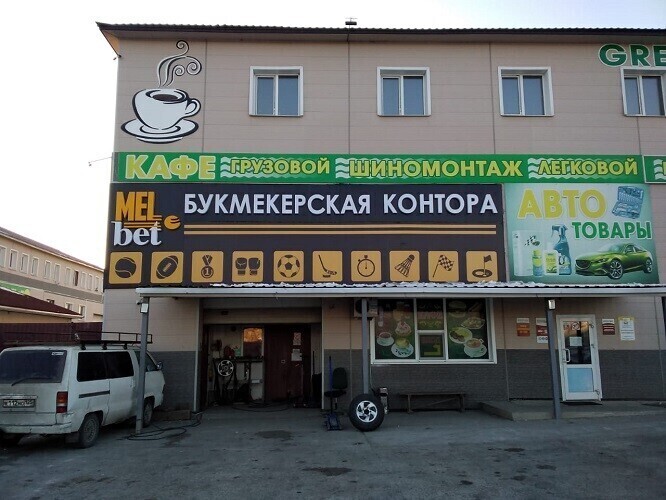 GRE
КАФЕ ГРУЗОВОЙ ШИНОМОНТАЖ ЛЕГКОВОЙ
MEL bet
БУКМЕКЕРСКАЯ КОНТОРА
АВТО
ТОВАРЫ